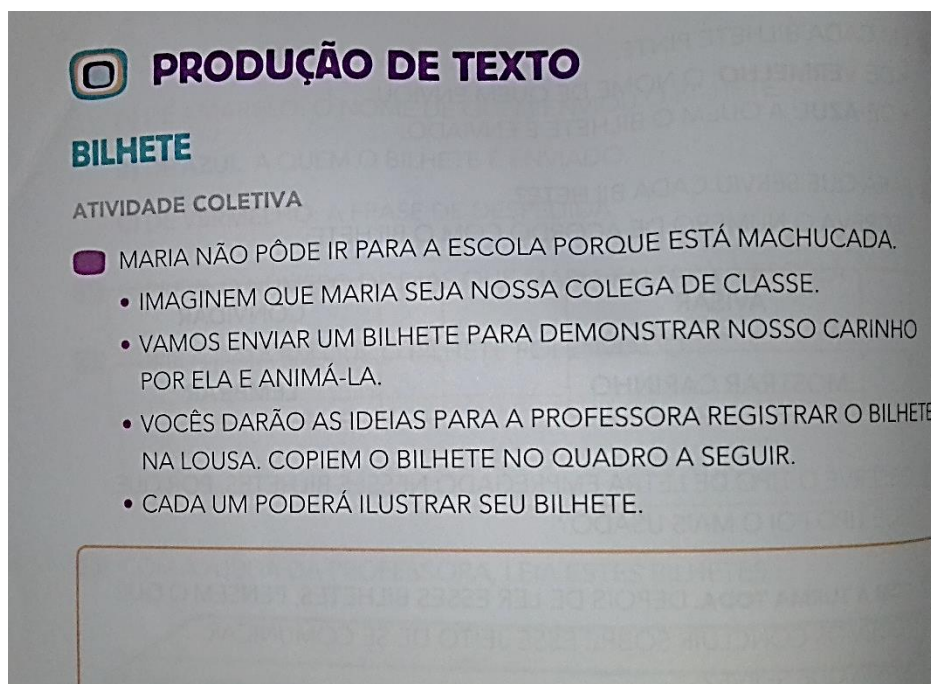 PRODUÇÃO DE TEXTO
BILHETE
ATIVIDADE COLETIVA
MARIA NÃO PÔDE IR PARA A ESCOLA PORQUE ESTÁ MACHUCADA.
• IMAGINEM QUE MARIA SEJA NOSSA COLEGA DE CLASSE.
• VAMOS ENVIAR UM BILHETE PARA DEMONSTRAR NOSSO CARINHO
POR ELA E ANIMÁ-LA.
• VOCÊS DARÃO AS IDEIAS PARA A PROFESSORA REGISTRAR O BILHETE
NA LOUSA. COPIEM O BILHETE NO QUADRO A SEGUIR.
• CADA UM PODERÁ ILUSTRAR SEU BILHETE.